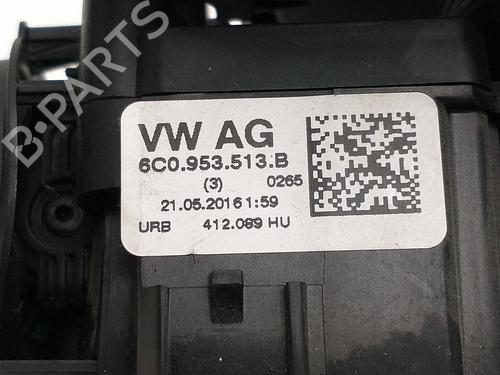 B-PARTS
VW AG
6C0.953.513.B
(3) 0265
21.05.2016 1:59
URB 412.089 HU